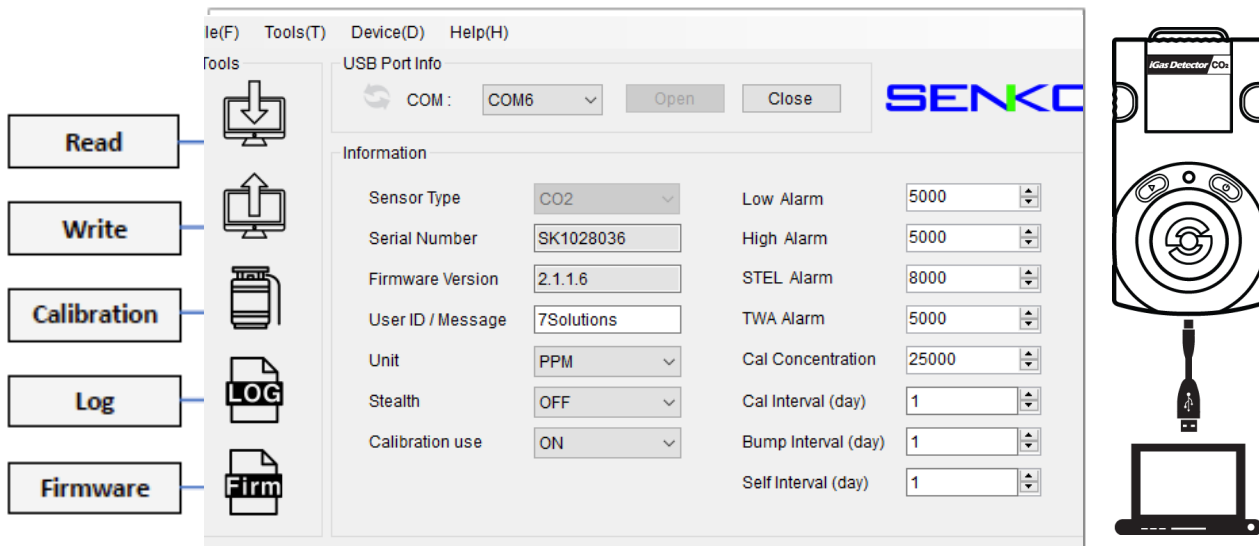 le(F) Tools(T) Device(D) Help(H)
Tools
Read
Write
Calibration
Log
Firmware
LOG
Firm
USB Port Info
COM : COM6 Open Close
SENKO
Information
Sensor Type CO2
Serial Number SK1028036
Firmware Version 2.1.1.6
User ID / Message 7Solutions
Unit PPM
Stealth OFF
Calibration use ON
Low Alarm 5000
High Alarm 5000
STEL Alarm 8000
TWA Alarm 5000
Cal Concentration 25000
Cal Interval (day) 1
Bump Interval (day) 1
Self Interval (day) 1
iGas Detector CO₂